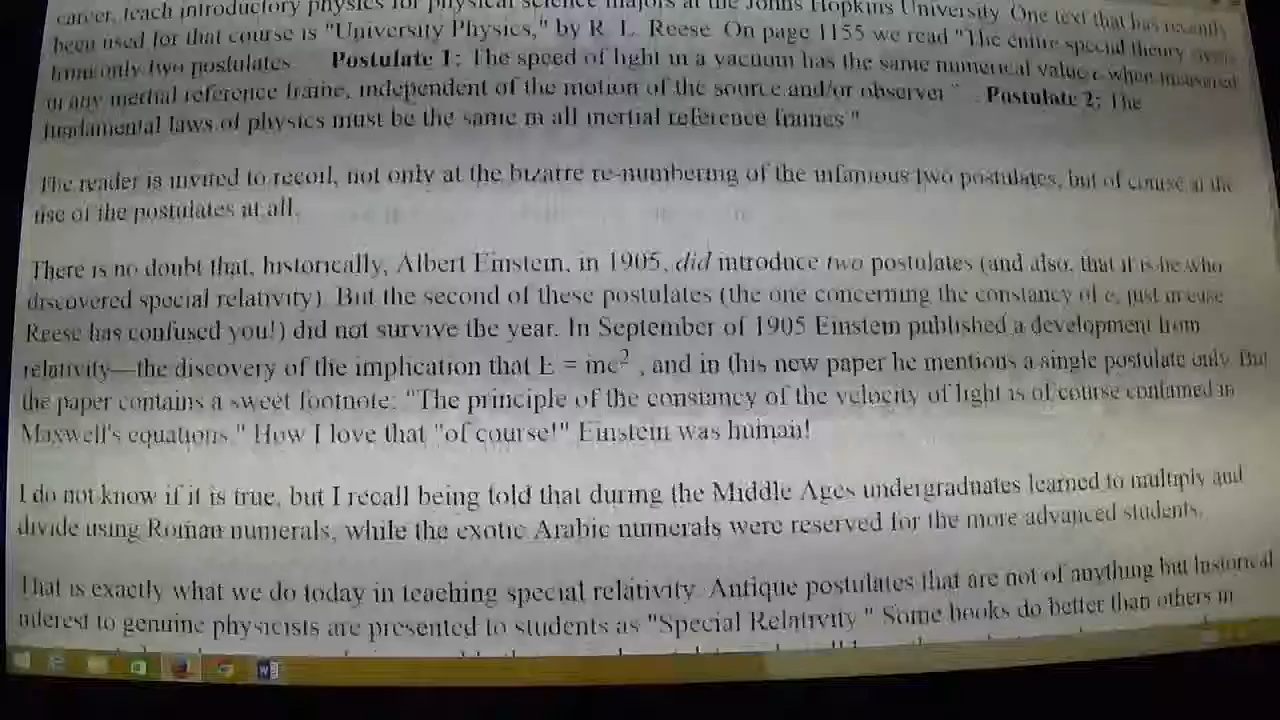 career, teach introductory physics for physical science majors at the Johns Hopkins University. One text that has recently
been used for that course is "University Physics," by R. L. Reese. On page 1155 we read "The entire special theory
from only two postulates. Postulate 1: The speed of light in a vacuum has the same numerical value c when measured
in any inertial reference frame, independent of the motion of the source and/or observer." Postulate 2: The
fundamental laws of physics must be the same in all inertial reference frames."
The reader is invited to recoil, not only at the bizarre re-numbering of the infamous two postulates, but of course at the
use of the postulates at all.
There is no doubt that, historically, Albert Einstein, in 1905, did introduce two postulates (and also, that it is he who
discovered special relativity). But the second of these postulates (the one concerning the constancy of c, just in case
Reese has confused you!) did not survive the year. In September of 1905 Einstein published a development from
relativity—the discovery of the implication that E = mc², and in this new paper he mentions a single postulate only. But
the paper contains a sweet footnote: "The principle of the constancy of the velocity of light is of course contained in
Maxwell's equations." How I love that "of course!" Einstein was human!
I do not know if it is true, but I recall being told that during the Middle Ages undergraduates learned to multiply and
divide using Roman numerals, while the exotic Arabic numerals were reserved for the more advanced students.
That is exactly what we do today in teaching special relativity. Antique postulates that are not of anything but historical
interest to genuine physicists are presented to students as "Special Relativity." Some books do better than others in